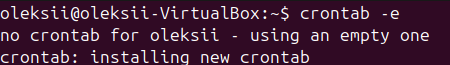 oleksii@oleksii-VirtualBox:~$ crontab -e
no crontab for oleksii - using an empty one
crontab: installing new crontab